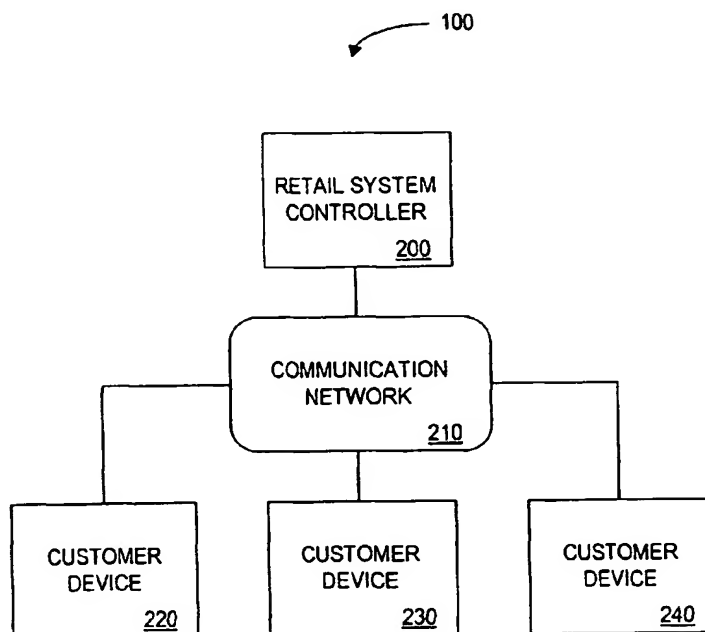 100
RETAIL SYSTEM
CONTROLLER
200
COMMUNICATION
NETWORK
210
CUSTOMER
DEVICE
220
CUSTOMER
DEVICE
230
CUSTOMER
DEVICE
240